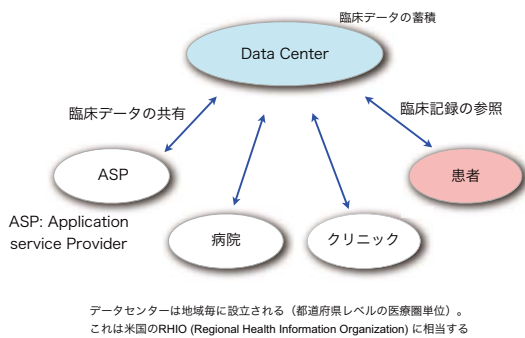 臨床データの蓄積
Data Center
臨床データの共有
臨床記録の参照
ASP
患者
ASP: Application
service Provider
病院
クリニック
データセンターは地域毎に設立される（都道府県レベルの医療圏単位）。
これは米国のRHIO (Regional Health Information Organization) に相当する